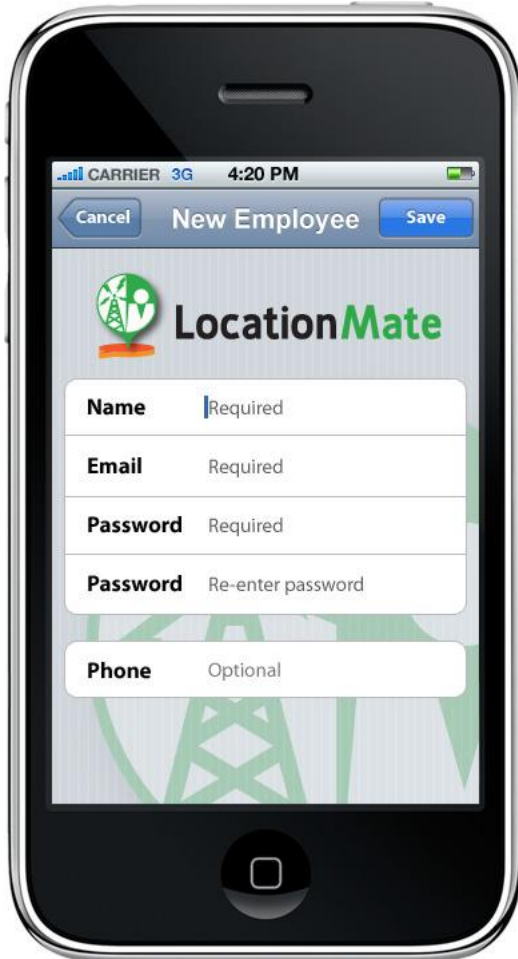 CARRIER 3G 4:20 PM
Cancel New Employee Save
LocationMate
Name Required
Email Required
Password Required
Password Re-enter password
Phone Optional